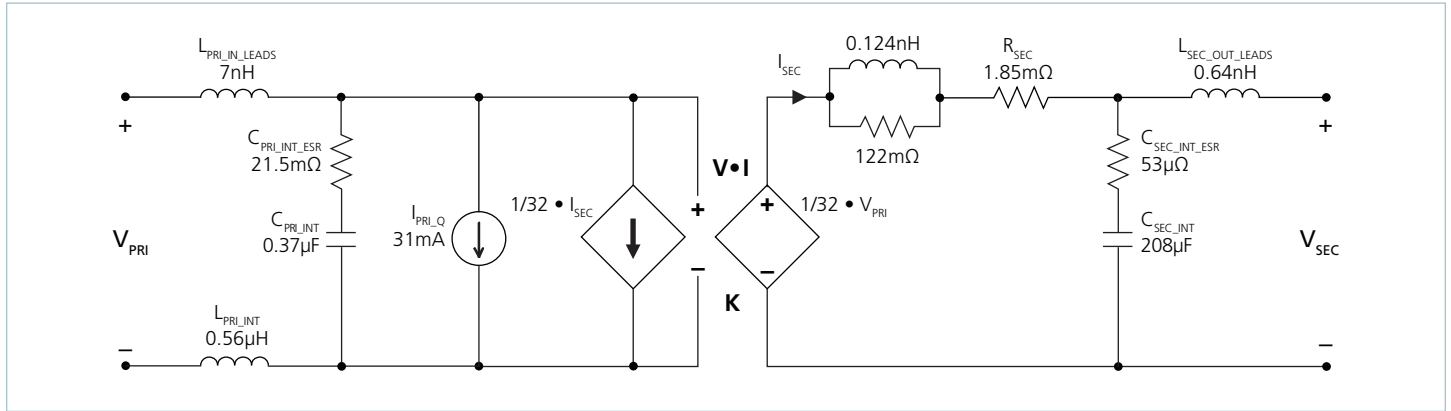 L_PRI_IN_LEADS
7nH
C_PRI_INT_ESR
21.5mΩ
C_PRI_INT
0.37µF
V_PRI
+
–
L_PRI_INT
0.56µH
I_PRI_Q
31mA
1/32 • I_SEC
+
–
V•I
K
+
–
1/32 • V_PRI
I_SEC
0.124nH
122mΩ
R_SEC
1.85mΩ
L_SEC_OUT_LEADS
0.64nH
C_SEC_INT_ESR
53µΩ
C_SEC_INT
208µF
+
V_SEC
–